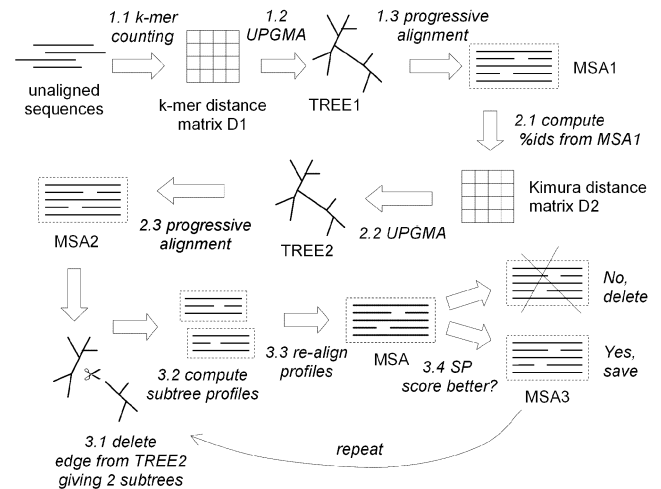 1.1 k-mer
counting
1.2
UPGMA
1.3 progressive
alignment
unaligned
sequences
k-mer distance
matrix D1
TREE1
MSA1
2.1 compute
%ids from MSA1
Kimura distance
matrix D2
2.2 UPGMA
TREE2
2.3 progressive
alignment
MSA2
3.1 delete
edge from TREE2
giving 2 subtrees
3.2 compute
subtree profiles
3.3 re-align
profiles
MSA
3.4 SP
score better?
No,
delete
Yes,
save
MSA3
repeat